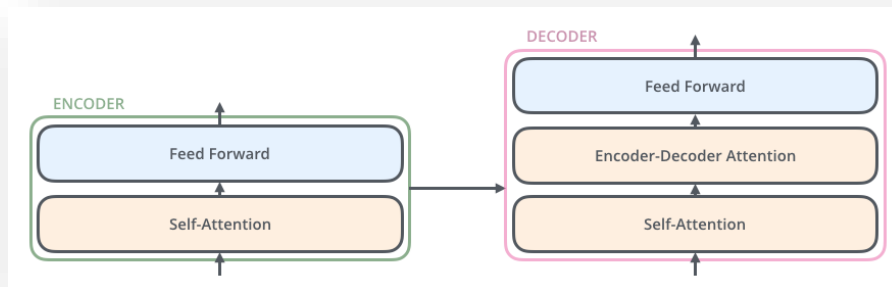 ENCODER
Feed Forward
Self-Attention
DECODER
Feed Forward
Encoder-Decoder Attention
Self-Attention